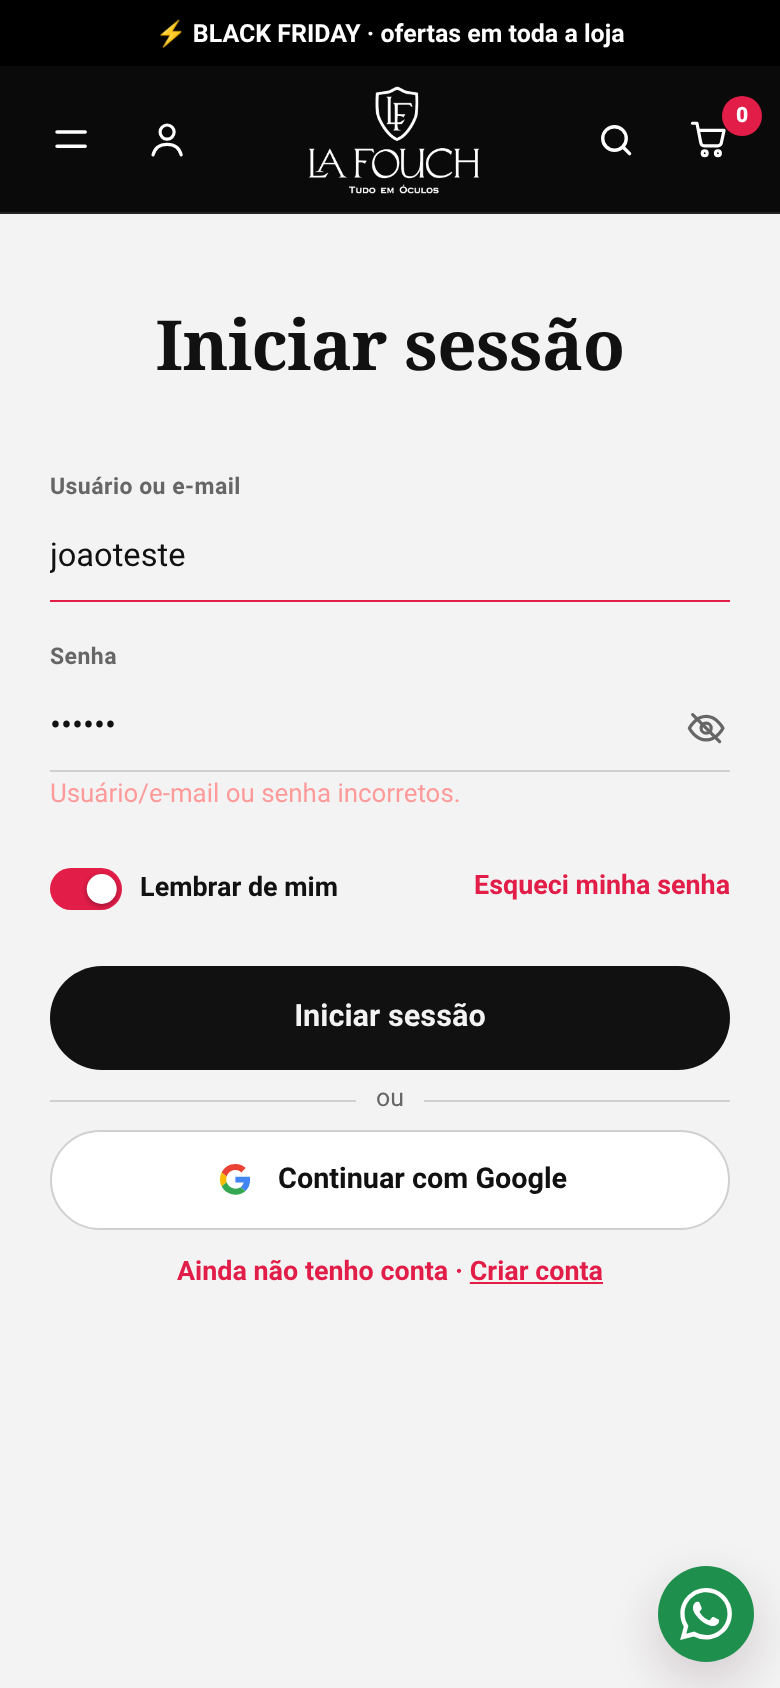 ⚡ BLACK FRIDAY · ofertas em toda a loja
0
LF
LA FOUCH
TUDO EM ÓCULOS
Iniciar sessão
Usuário ou e-mail
joaoteste
Senha
••••••
Usuário/e-mail ou senha incorretos.
Lembrar de mim
Esqueci minha senha
Iniciar sessão
ou
Continuar com Google
Ainda não tenho conta · Criar conta